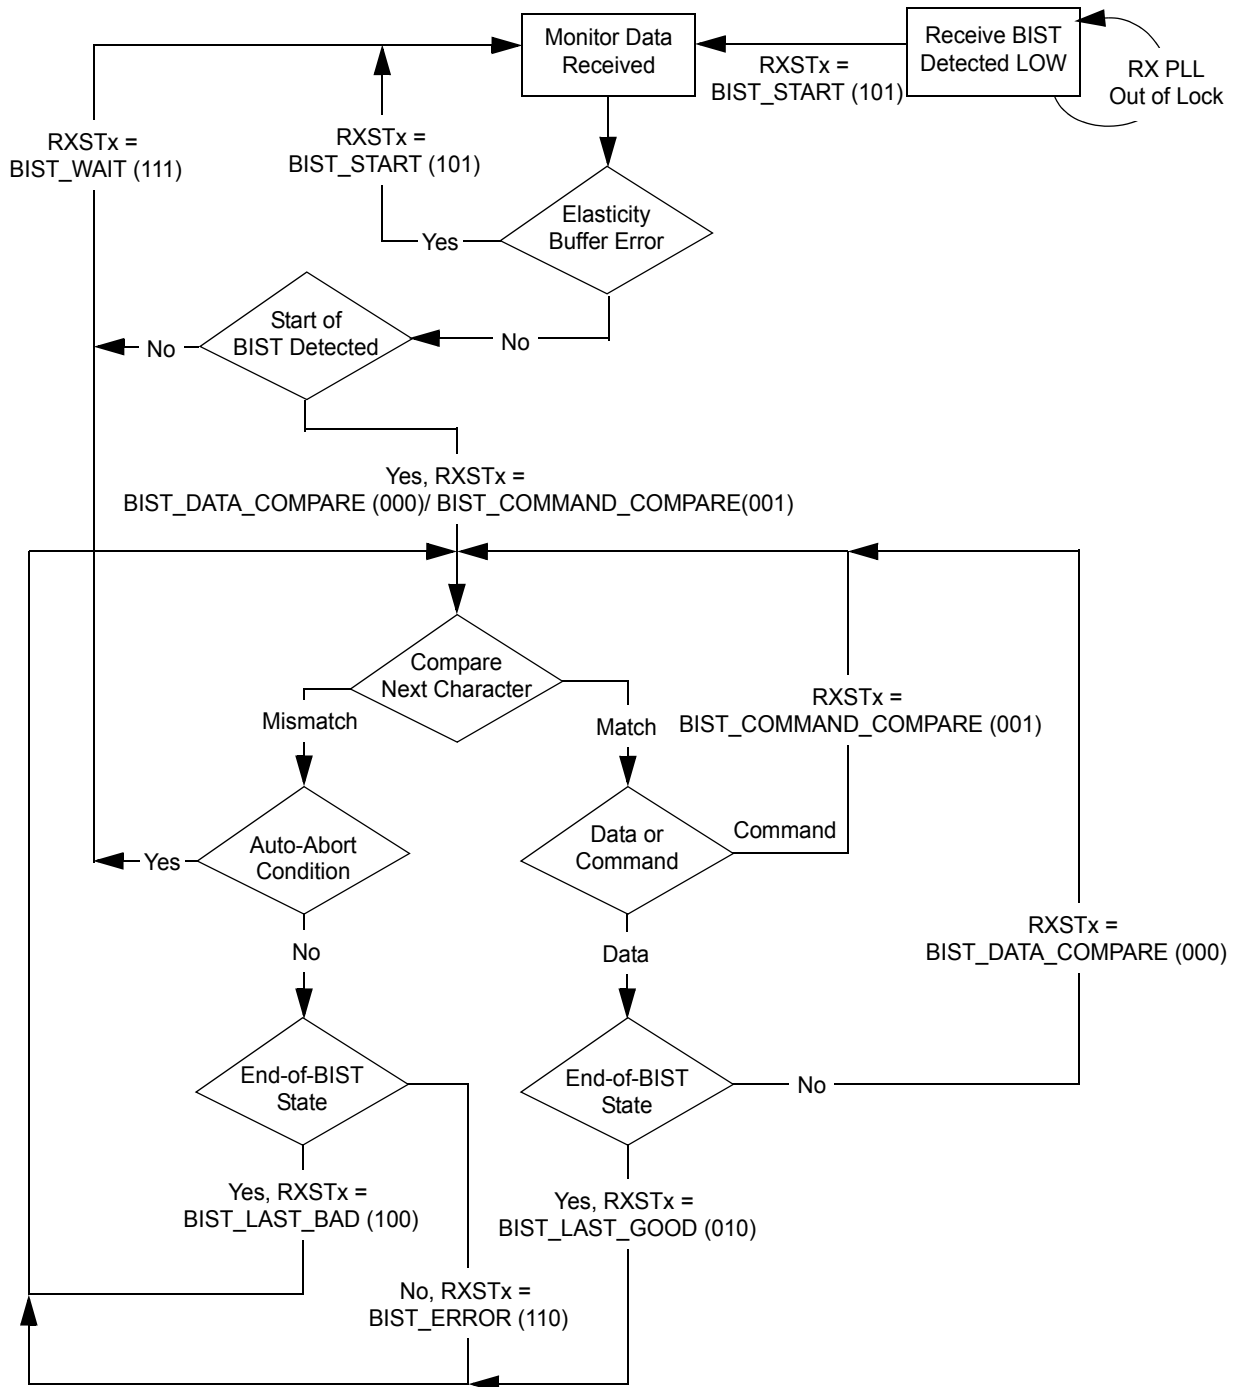 Monitor Data
Received
Receive BIST
Detected LOW
RX PLL
Out of Lock
RXSTx =
BIST_START (101)
RXSTx =
BIST_WAIT (111)
RXSTx =
BIST_START (101)
Elasticity
Buffer Error
Yes
Start of
BIST Detected
No
No
Yes, RXSTx =
BIST_DATA_COMPARE (000)/ BIST_COMMAND_COMPARE(001)
Compare
Next Character
Mismatch
Match
RXSTx =
BIST_COMMAND_COMPARE (001)
Auto-Abort
Condition
Yes
Data or
Command
Command
No
Data
RXSTx =
BIST_DATA_COMPARE (000)
End-of-BIST
State
End-of-BIST
State
No
Yes, RXSTx =
BIST_LAST_BAD (100)
Yes, RXSTx =
BIST_LAST_GOOD (010)
No, RXSTx =
BIST_ERROR (110)